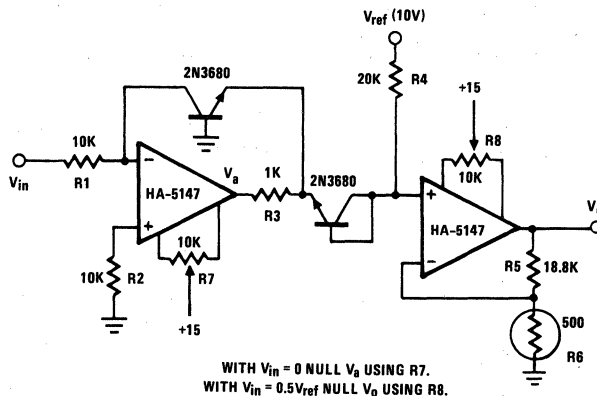 Vref (10V)
2N3680
20K
R4
+15
R8
10K
10K
Vin
R1
−
HA-5147
+
Va
1K
R3
2N3680
+
HA-5147
−
10K
R2
10K
R7
+15
R5
18.8K
500
R6
WITH Vin = 0 NULL Va USING R7.
WITH Vin = 0.5Vref NULL Vo USING R8.